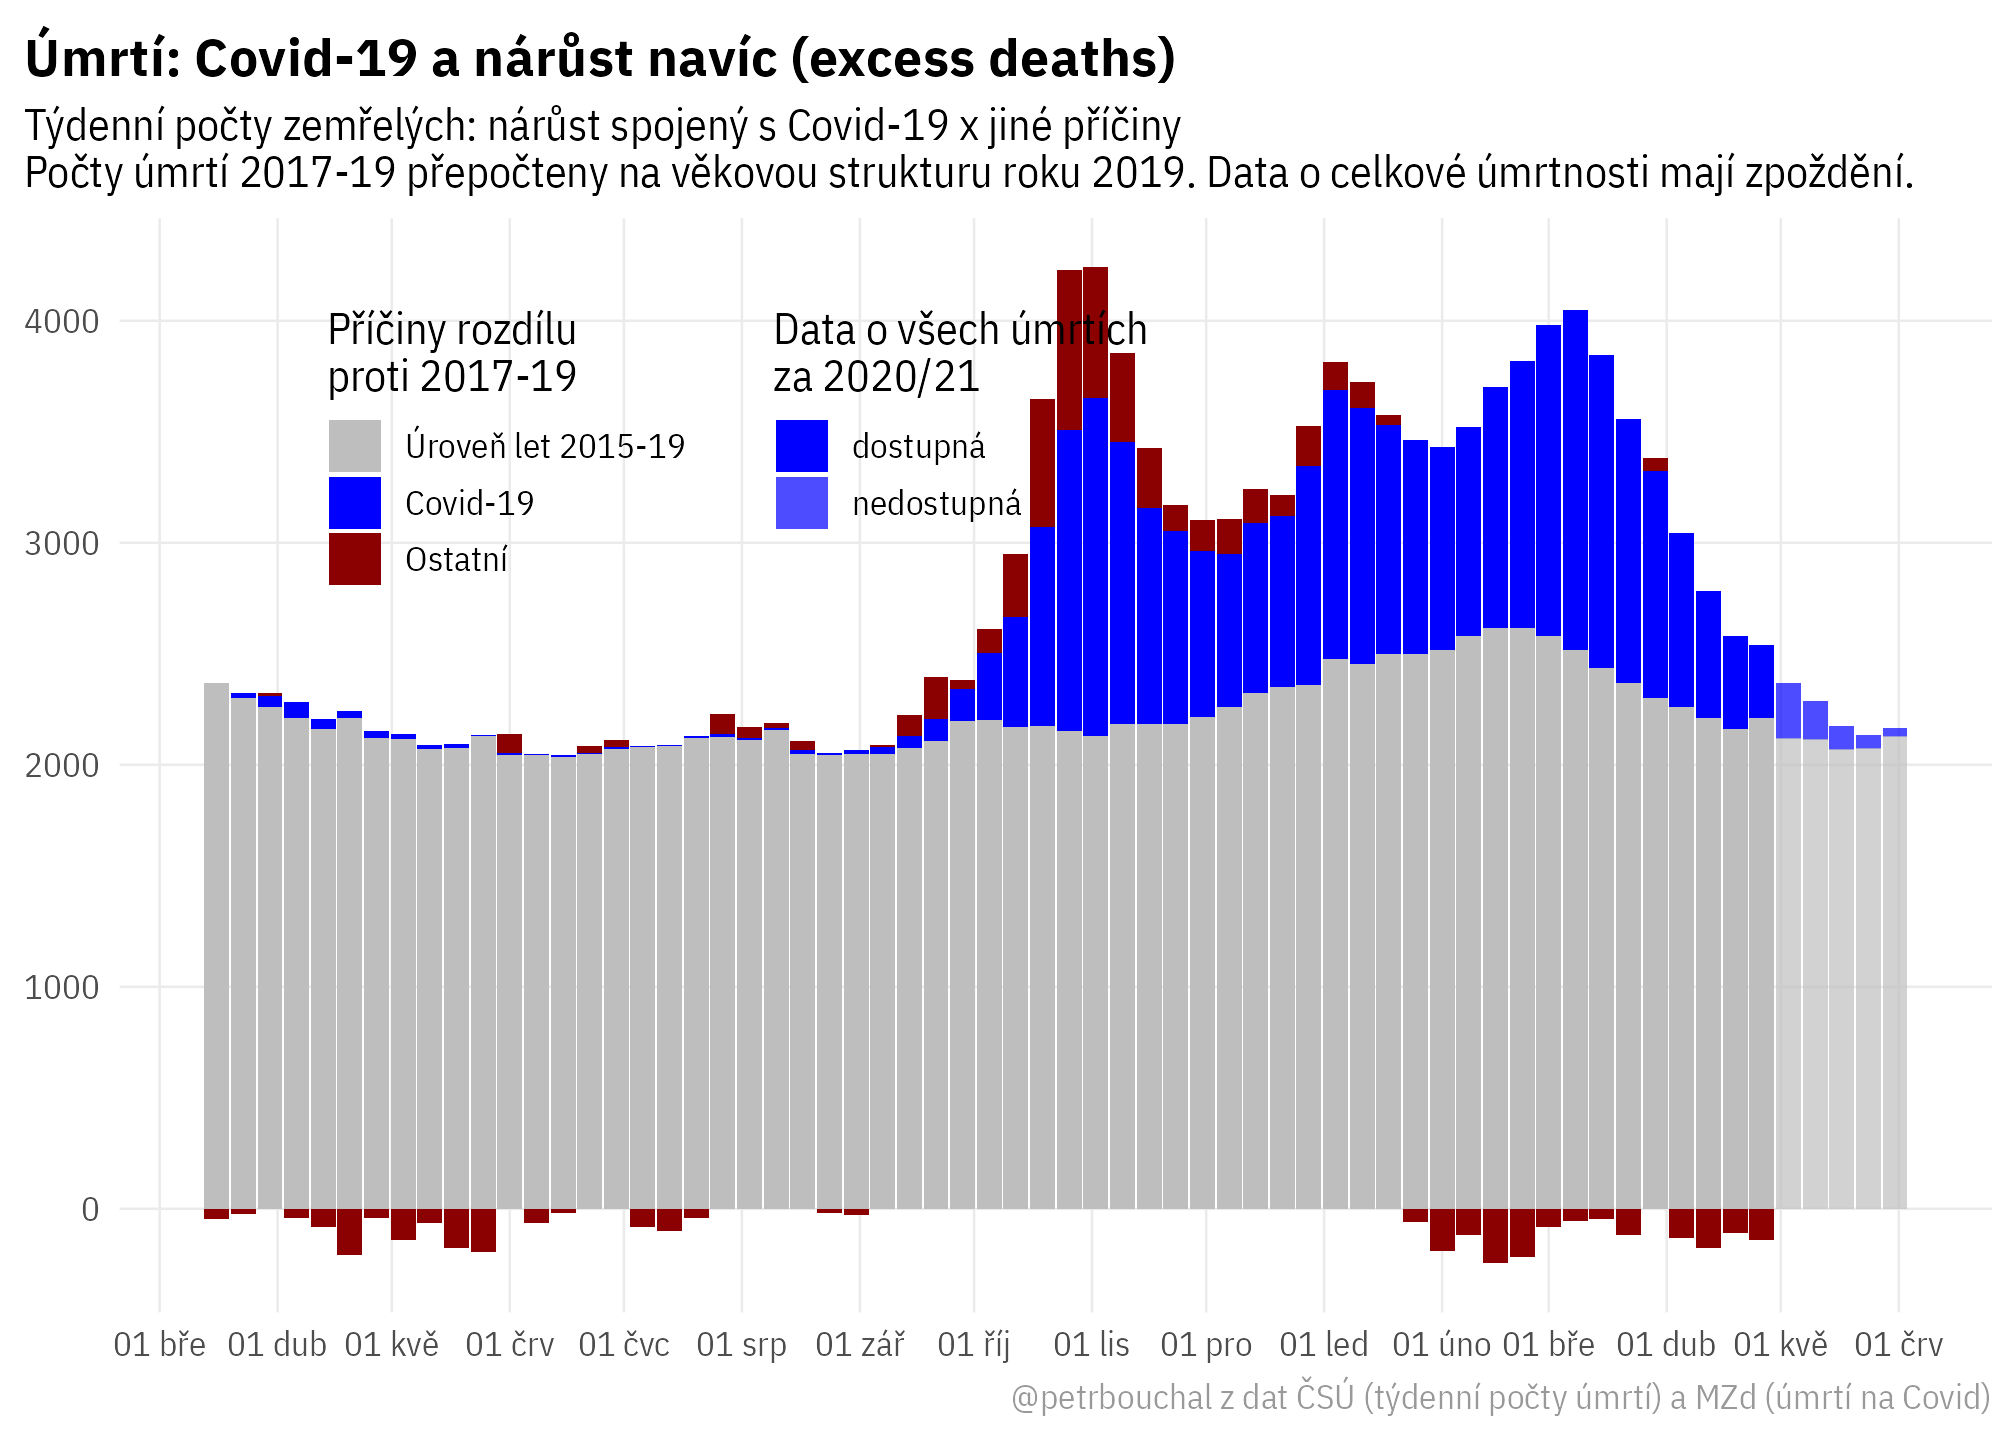 Úmrtí: Covid-19 a nárůst navíc (excess deaths)
Týdenní počty zemřelých: nárůst spojený s Covid-19 x jiné příčiny
Počty úmrtí 2017-19 přepočteny na věkovou strukturu roku 2019. Data o celkové úmrtnosti mají zpoždění.
Příčiny rozdílu
proti 2017-19
Úroveň let 2015-19
Covid-19
Ostatní
Data o všech úmrtích
za 2020/21
dostupná
nedostupná
4000
3000
2000
1000
0
01 bře 01 dub 01 kvě 01 črv 01 čvc 01 srp 01 zář 01 říj 01 lis 01 pro 01 led 01 úno 01 bře 01 dub 01 kvě 01 črv
@petrbouchal z dat ČSÚ (týdenní počty úmrtí) a MZd (úmrtí na Covid)